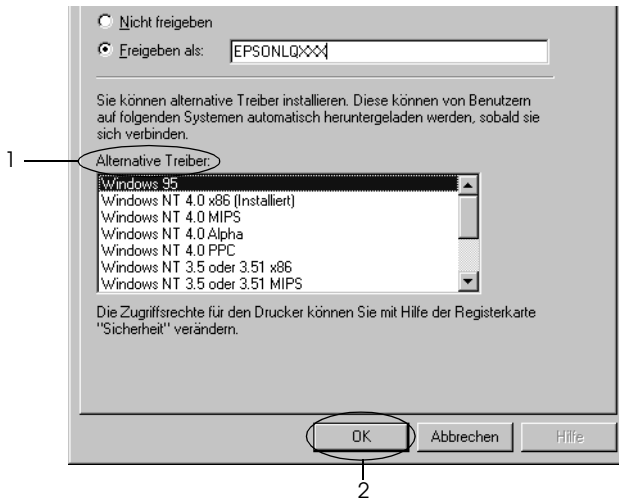 Nicht freigeben
Freigeben als: EPSONLQXXX
Sie können alternative Treiber installieren. Diese können von Benutzern
auf folgenden Systemen automatisch heruntergeladen werden, sobald sie
sich verbinden.
1
Alternative Treiber:
Windows 95
Windows NT 4.0 x86 (Installiert)
Windows NT 4.0 MIPS
Windows NT 4.0 Alpha
Windows NT 4.0 PPC
Windows NT 3.5 oder 3.51 x86
Windows NT 3.5 oder 3.51 MIPS
Die Zugriffsrechte für den Drucker können Sie mit Hilfe der Registerkarte
"Sicherheit" verändern.
OK Abbrechen Hilfe
2